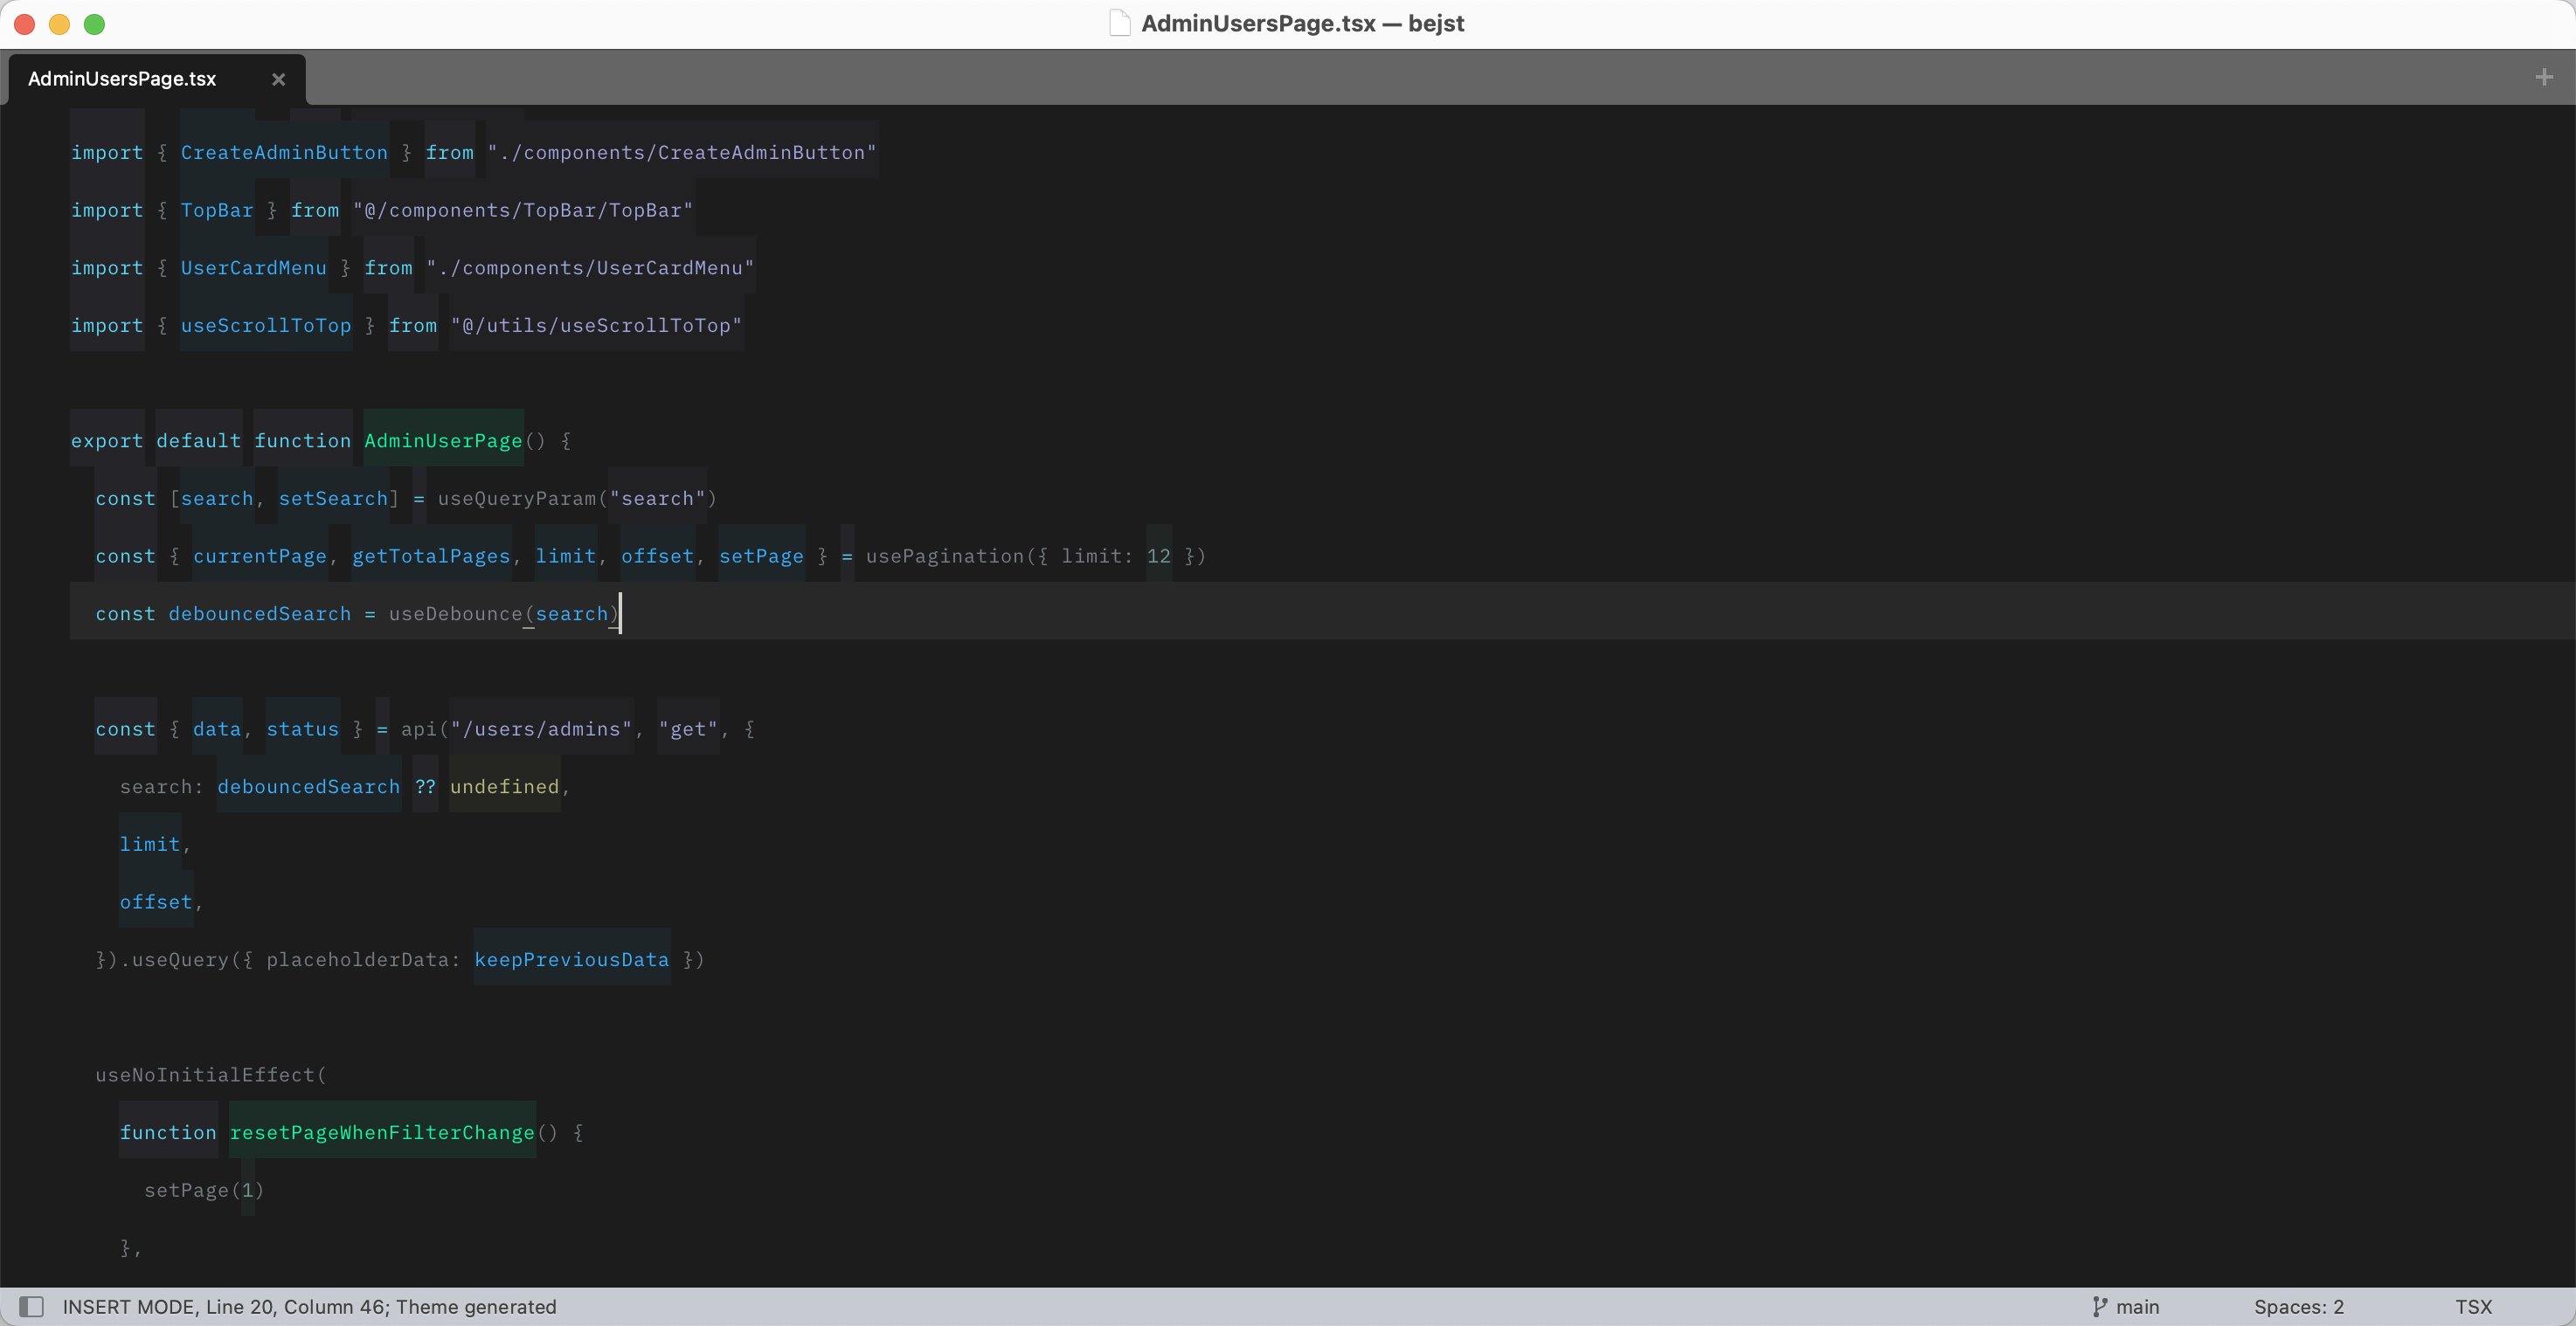 AdminUsersPage.tsx — bejst
AdminUsersPage.tsx
import { CreateAdminButton } from "./components/CreateAdminButton"
import { TopBar } from "@/components/TopBar/TopBar"
import { UserCardMenu } from "./components/UserCardMenu"
import { useScrollToTop } from "@/utils/useScrollToTop"
export default function AdminUserPage() {
const [search, setSearch] = useQueryParam("search")
const { currentPage, getTotalPages, limit, offset, setPage } = usePagination({ limit: 12 })
const debouncedSearch = useDebounce(search)
const { data, status } = api("/users/admins", "get", {
search: debouncedSearch ?? undefined,
limit,
offset,
}).useQuery({ placeholderData: keepPreviousData })
useNoInitialEffect(
function resetPageWhenFilterChange() {
setPage(1)
},
INSERT MODE, Line 20, Column 46; Theme generated
main
Spaces: 2
TSX